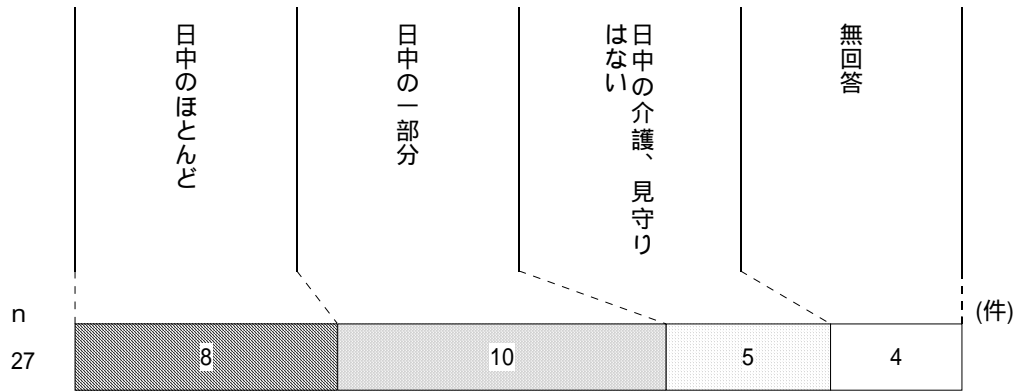 日中のほとんど
日中の一部分
日中の介護、見守り
はない
無回答
n
(件)
27
8
10
5
4